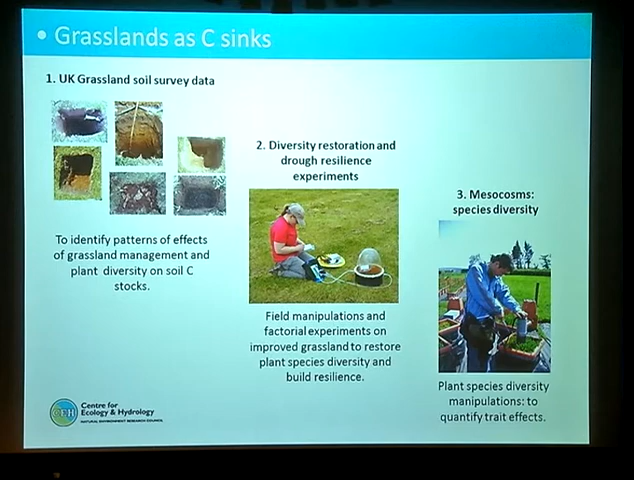 • Grasslands as C sinks
1. UK Grassland soil survey data
To identify patterns of effects
of grassland management and
plant diversity on soil C
stocks.
2. Diversity restoration and
drough resilience
experiments
Field manipulations and
factorial experiments on
improved grassland to restore
plant species diversity and
build resilience.
3. Mesocosms:
species diversity
Plant species diversity
manipulations: to
quantify trait effects.
CEH
Centre for
Ecology & Hydrology
NATURAL ENVIRONMENT RESEARCH COUNCIL